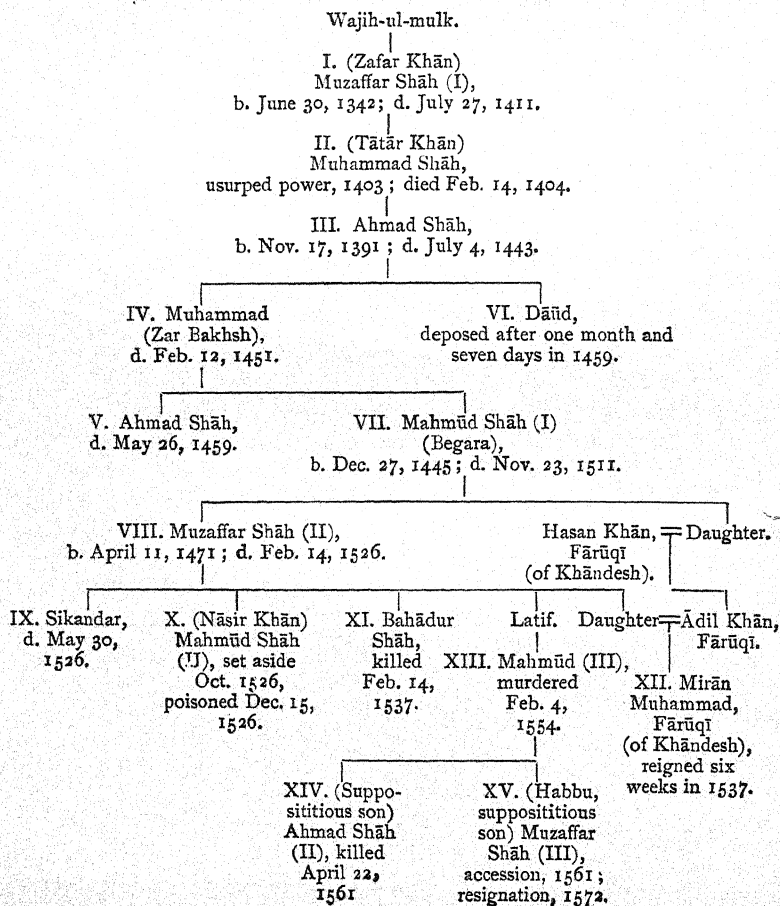 Wajih-ul-mulk.
I. (Zafar Khān)
Muzaffar Shāh (I),
b. June 30, 1342; d. July 27, 1411.
II. (Tātār Khān)
Muhammad Shāh,
usurped power, 1403 ; died Feb. 14, 1404.
III. Ahmad Shāh,
b. Nov. 17, 1391 ; d. July 4, 1443.
IV. Muhammad
(Zar Bakhsh),
d. Feb. 12, 1451.
VI. Dāūd,
deposed after one month and
seven days in 1459.
V. Ahmad Shāh,
d. May 26, 1459.
VII. Mahmūd Shāh (I)
(Begara),
b. Dec. 27, 1445 ; d. Nov. 23, 1511.
VIII. Muzaffar Shāh (II),
b. April 11, 1471 ; d. Feb. 14, 1526.
Hasan Khān,
Fārūqī
(of Khāndesh).
Daughter.
IX. Sikandar,
d. May 30,
1526.
X. (Nāsir Khān)
Mahmūd Shāh
(II), set aside
Oct. 1526,
poisoned Dec. 15,
1526.
XI. Bahādur
Shāh,
killed
Feb. 14,
1537.
Latif.
XIII. Mahmūd (III),
murdered
Feb. 4,
1554.
Daughter
Ādil Khān,
Fārūqī.
XII. Mirān
Muhammad,
Fārūqī
(of Khāndesh),
reigned six
weeks in 1537.
XIV. (Suppo-
sititious son)
Ahmad Shāh
(II), killed
April 22,
1561
XV. (Habbu,
supposititious
son) Muzaffar
Shāh (III),
accession, 1561 ;
resignation, 1572.